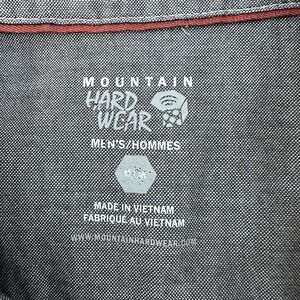 MOUNTAIN
HARD
WEAR
MEN'S/HOMMES
MADE IN VIETNAM
FABRIQUÉ AU VIETNAM
WWW.MOUNTAINHARDWEAR.COM